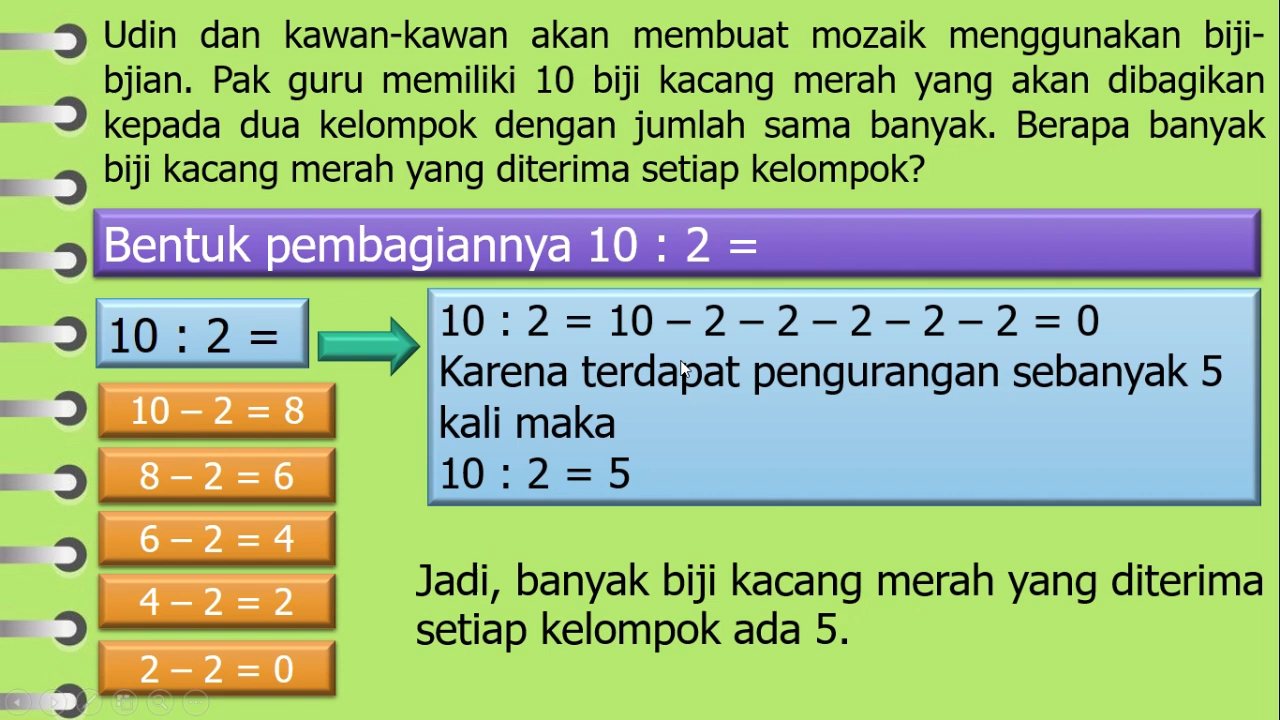 Udin dan kawan-kawan akan membuat mozaik menggunakan biji-
bjian. Pak guru memiliki 10 biji kacang merah yang akan dibagikan
kepada dua kelompok dengan jumlah sama banyak. Berapa banyak
biji kacang merah yang diterima setiap kelompok?
Bentuk pembagiannya 10 : 2 =
10 : 2 =
10 – 2 = 8
8 – 2 = 6
6 – 2 = 4
4 – 2 = 2
2 – 2 = 0
10 : 2 = 10 – 2 – 2 – 2 – 2 – 2 = 0
Karena terdapat pengurangan sebanyak 5
kali maka
10 : 2 = 5
Jadi, banyak biji kacang merah yang diterima
setiap kelompok ada 5.